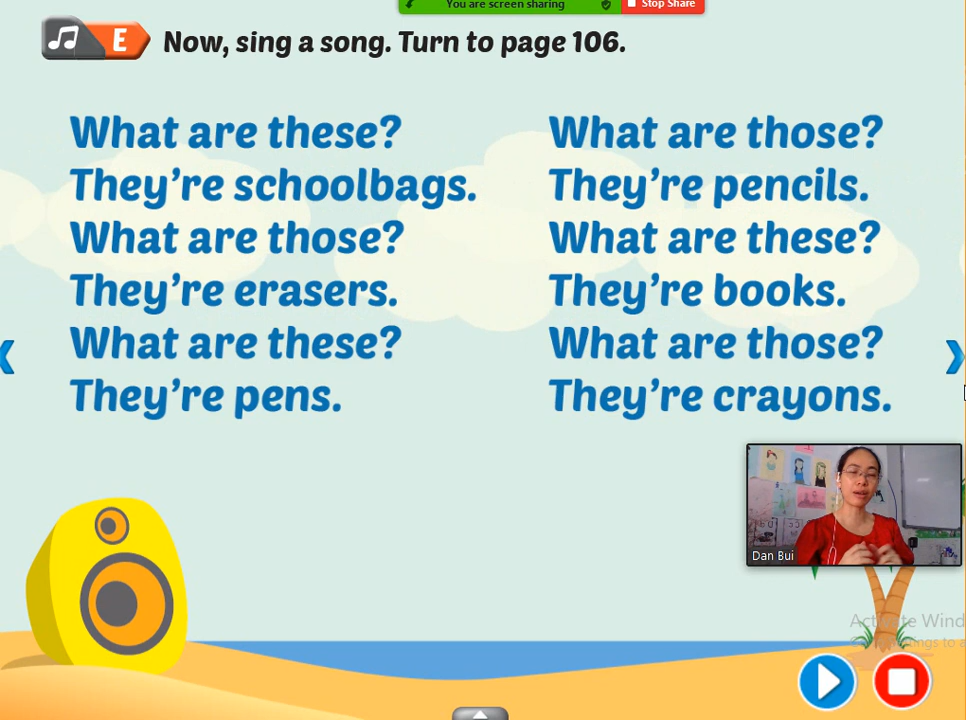 You are screen sharing
Stop Share
E
Now, sing a song. Turn to page 106.
What are these?
They're schoolbags.
What are those?
They're erasers.
What are these?
They're pens.
What are those?
They're pencils.
What are these?
They're books.
What are those?
They're crayons.
Dan Bui